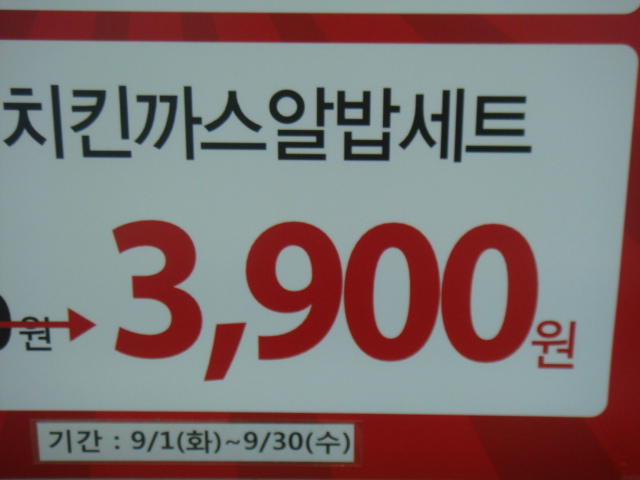 치킨까스알밥세트
원 → 3,900원
기간 : 9/1(화)~9/30(수)